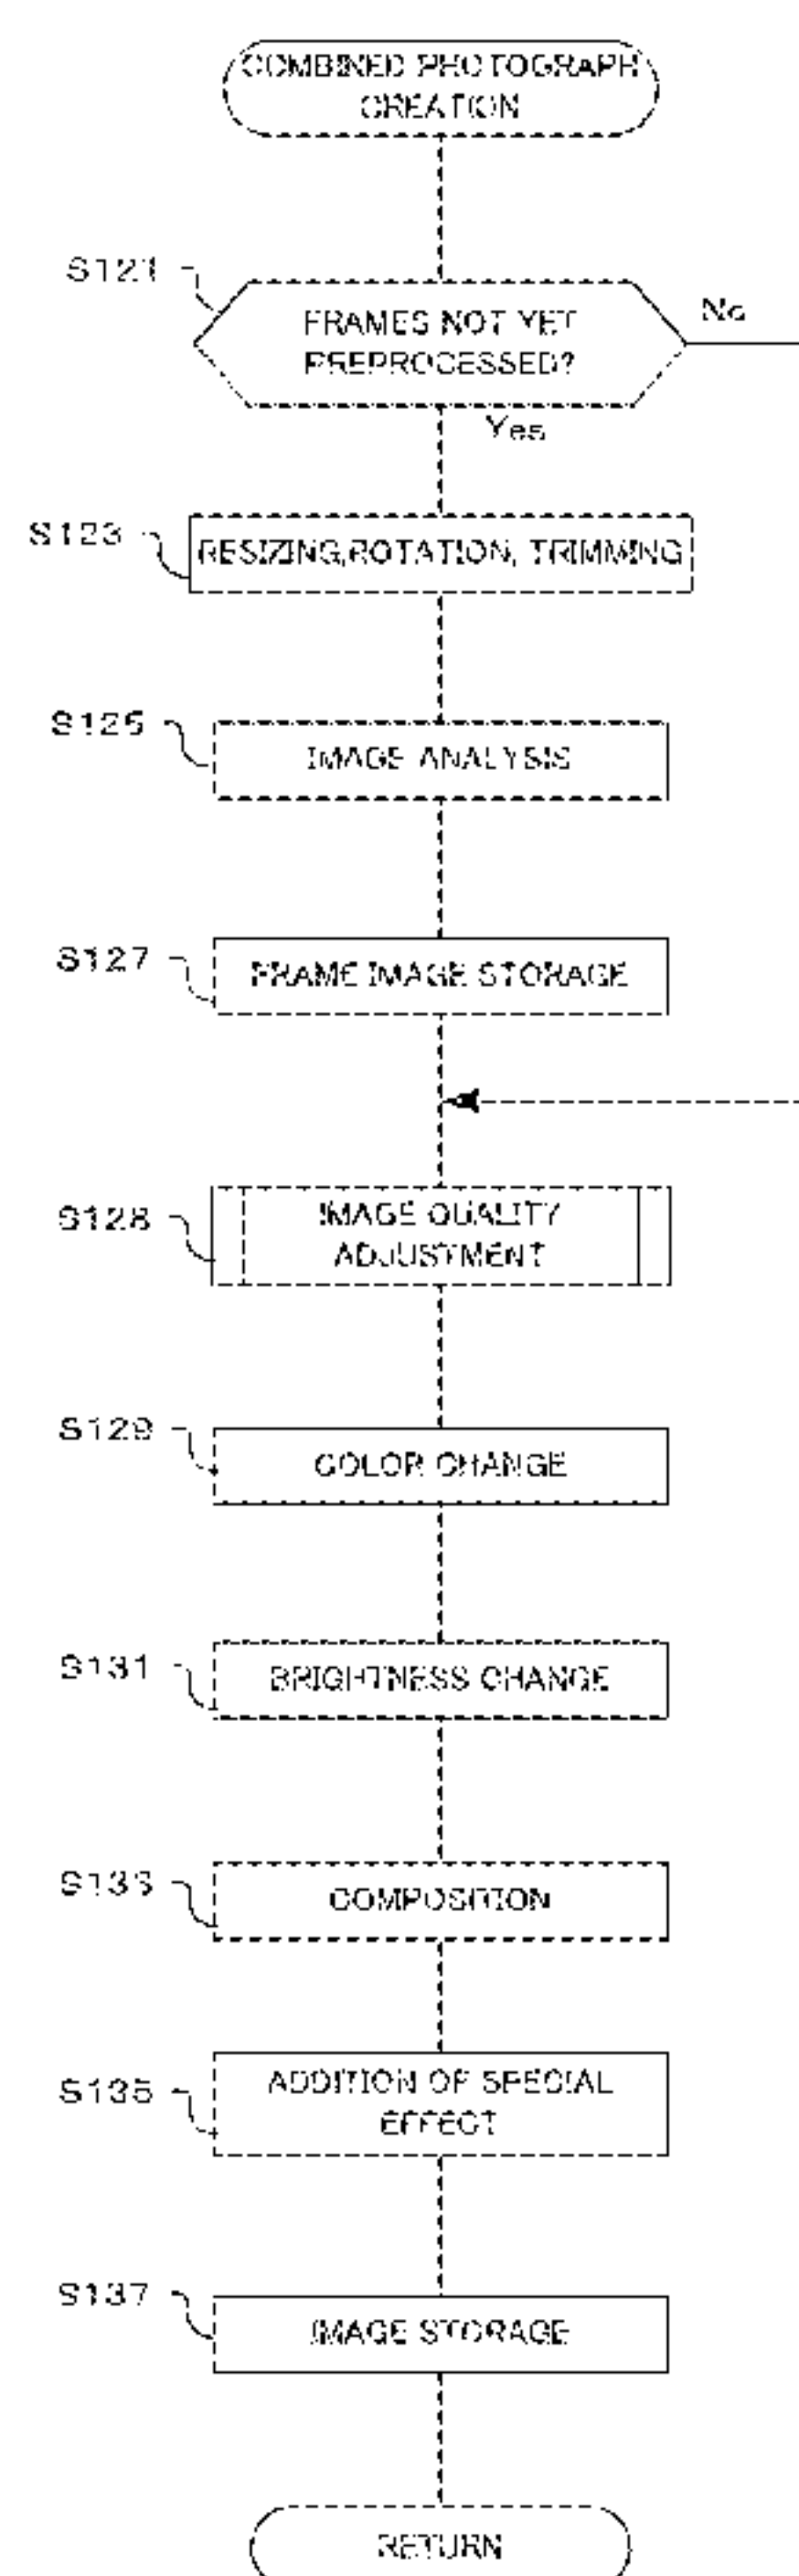 COMBINED PHOTOGRAPH
CREATION
S121
FRAMES NOT YET
PREPROCESSED?
No
Yes
S123
RESIZING, ROTATION, TRIMMING
S125
IMAGE ANALYSIS
S127
FRAME IMAGE STORAGE
S128
IMAGE QUALITY
ADJUSTMENT
S129
COLOR CHANGE
S131
BRIGHTNESS CHANGE
S133
COMPOSITION
S135
ADDITION OF SPECIAL
EFFECT
S137
IMAGE STORAGE
RETURN